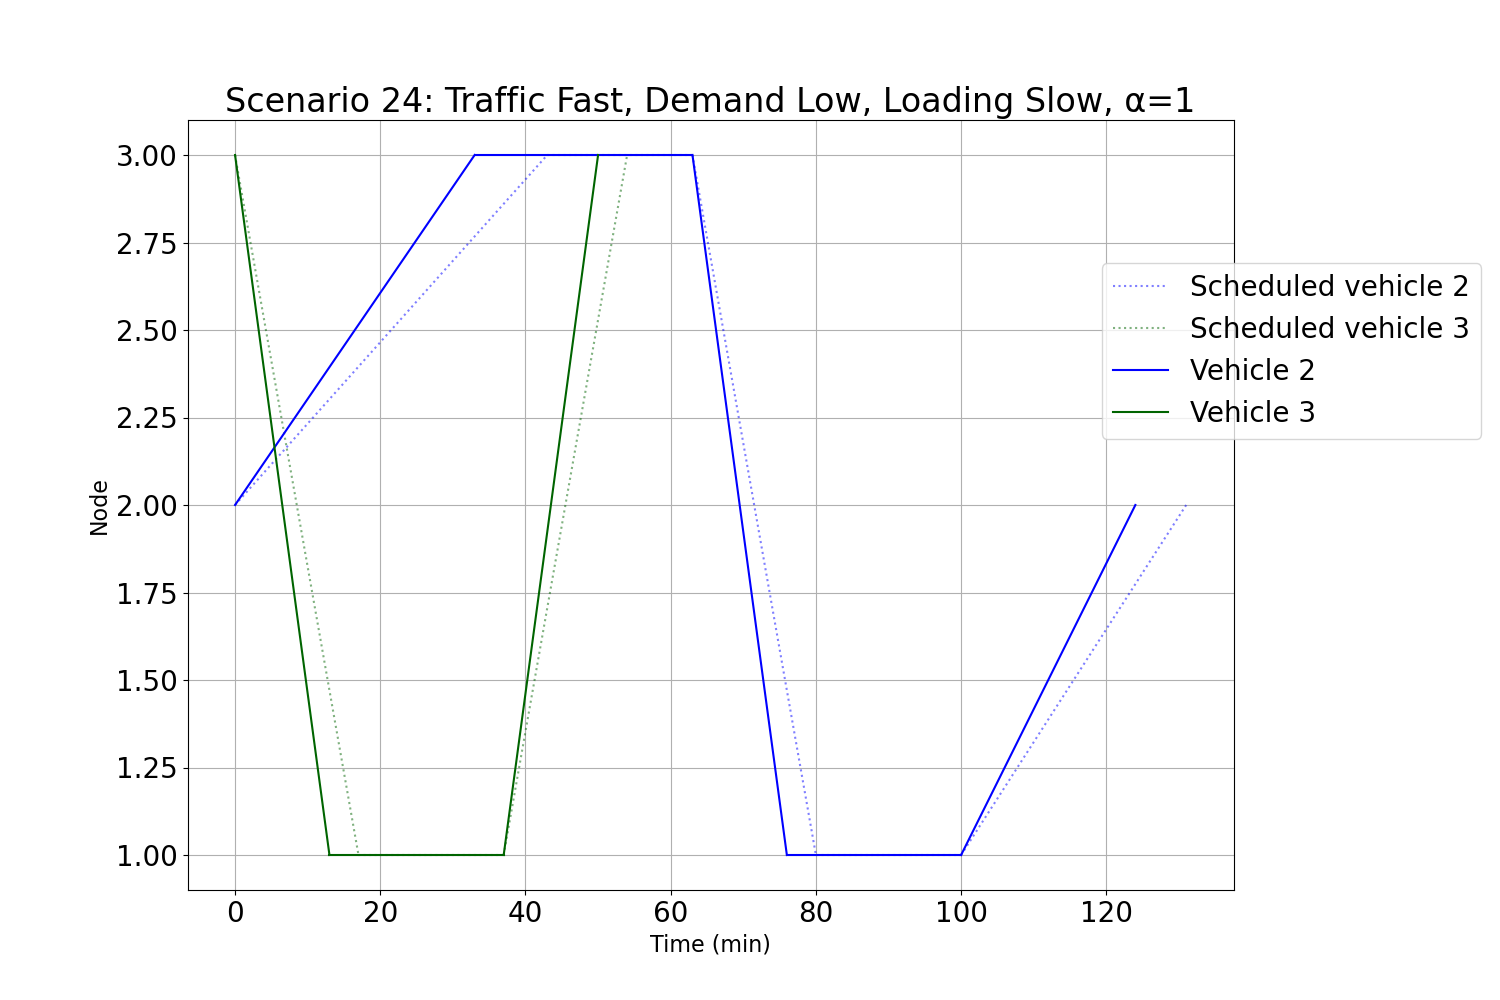 Scenario 24: Traffic Fast, Demand Low, Loading Slow, α=1
3.00
2.75
2.50
2.25
2.00
1.75
1.50
1.25
1.00
Node
0 20 40 60 80 100 120
Time (min)
Scheduled vehicle 2
Scheduled vehicle 3
Vehicle 2
Vehicle 3